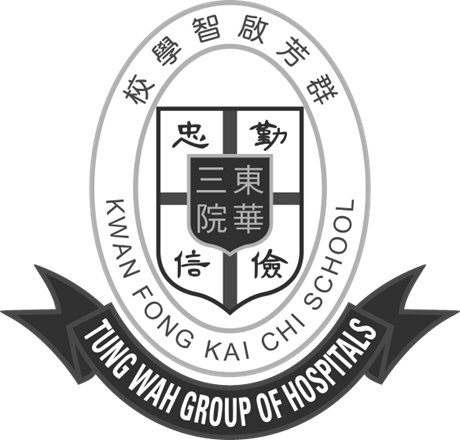 群芳啟智學校
勤儉
忠信
東華
三院
KWAN FONG KAI CHI SCHOOL
TUNG WAH GROUP OF HOSPITALS